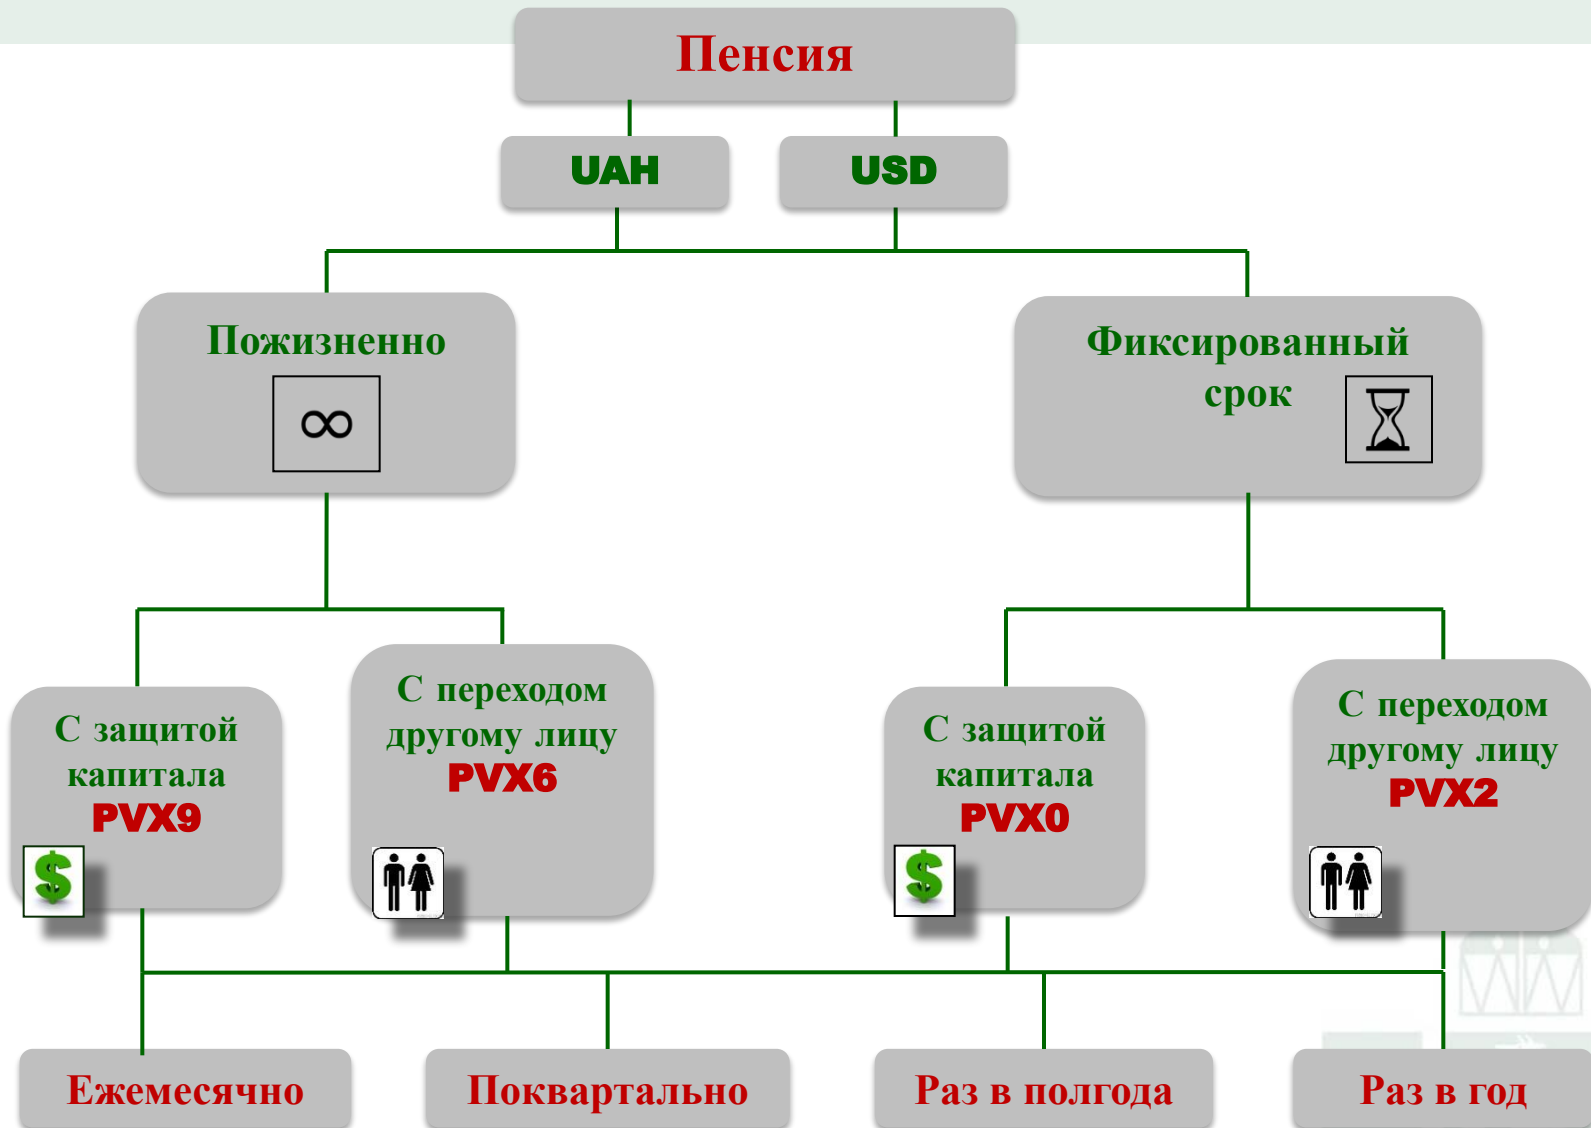 Пенсия
UAH
USD
Пожизненно
∞
Фиксированный
срок
С защитой
капитала
PVX9
С переходом
другому лицу
PVX6
С защитой
капитала
PVX0
С переходом
другому лицу
PVX2
Ежемесячно
Поквартально
Раз в полгода
Раз в год